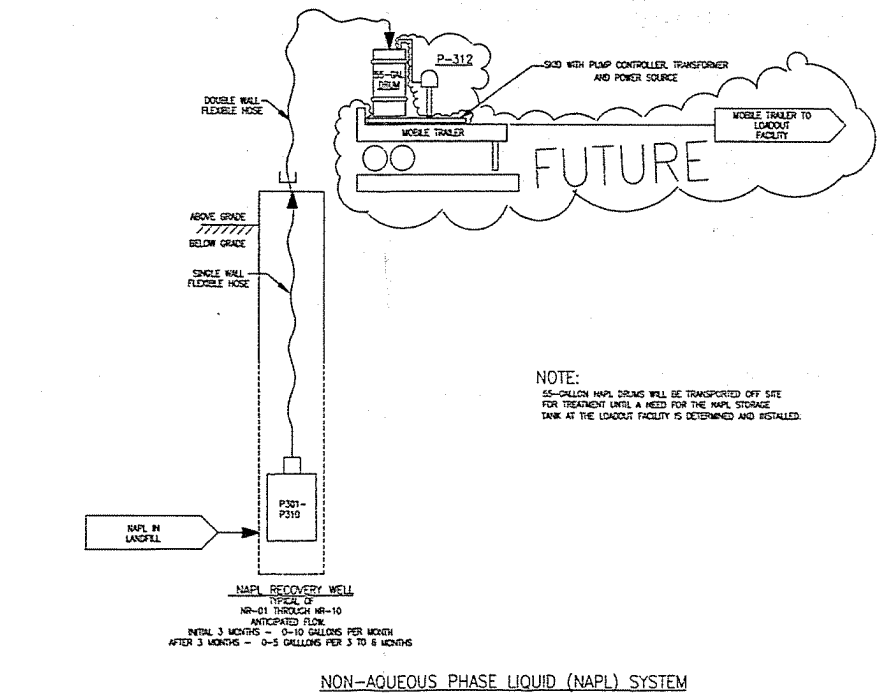 P-312
55-GAL
DRUM
SKID WITH PUMP CONTROLLER, TRANSFORMER
AND POWER SOURCE
DOUBLE WALL
FLEXIBLE HOSE
MOBILE TRAILER
MOBILE TRAILER TO
LOADOUT
FACILITY
FUTURE
ABOVE GRADE
BELOW GRADE
SINGLE WALL
FLEXIBLE HOSE
NOTE:
55-GALLON NAPL DRUMS WILL BE TRANSPORTED OFF SITE
FOR TREATMENT UNTIL A NEED FOR THE NAPL STORAGE
TANK AT THE LOADOUT FACILITY IS DETERMINED AND INSTALLED.
P301-
P310
NAPL IN
LANDFILL
NAPL RECOVERY WELL
TYPICAL OF
NR-01 THROUGH NR-10
ANTICIPATED FLOW:
INITIAL 3 MONTHS - 0-10 GALLONS PER MONTH
AFTER 3 MONTHS - 0-5 GALLLONS PER 3 TO 6 MONTHS
NON-AQUEOUS PHASE LIQUID (NAPL) SYSTEM